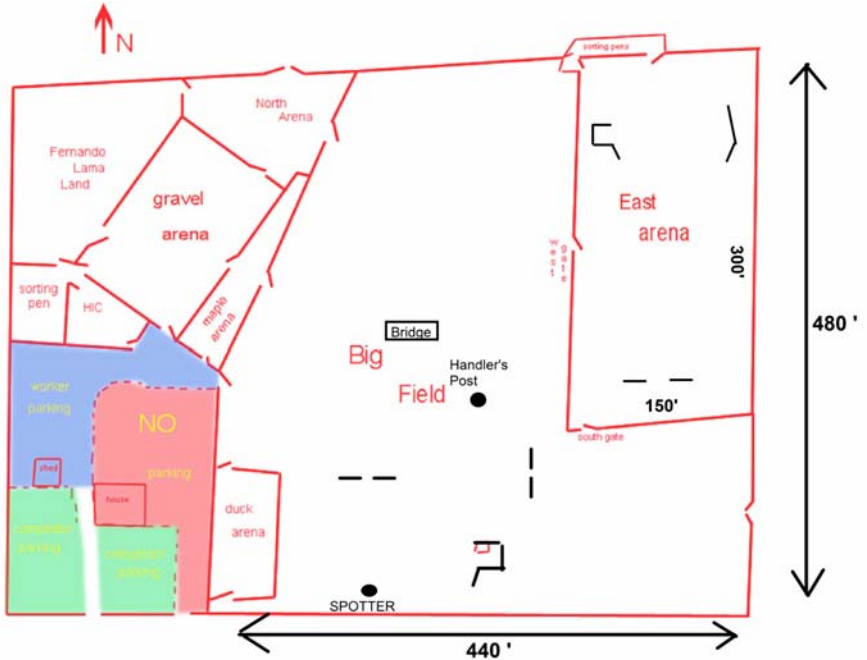 N
sorting pens
North
Arena
Fernando
Lama
Land
gravel
arena
East
arena
west
gate
300'
480 '
sorting
pen
HIC
maple
arena
Bridge
Big
Field
Handler's
Post
worker
parking
NO
parking
150'
south gate
shed
house
duck
arena
competitor
parking
competitor
parking
SPOTTER
440 '